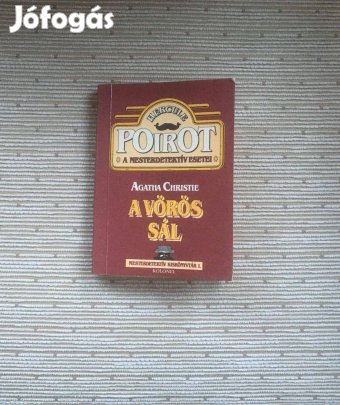 Jófogás
HERCULE
POIROT
A MESTERDETEKTÍV ESETEI
AGATHA CHRISTIE
A VÖRÖS
SÁL
MESTERDETEKTÍV KISKÖNYVTÁR 1.
KOLONEL